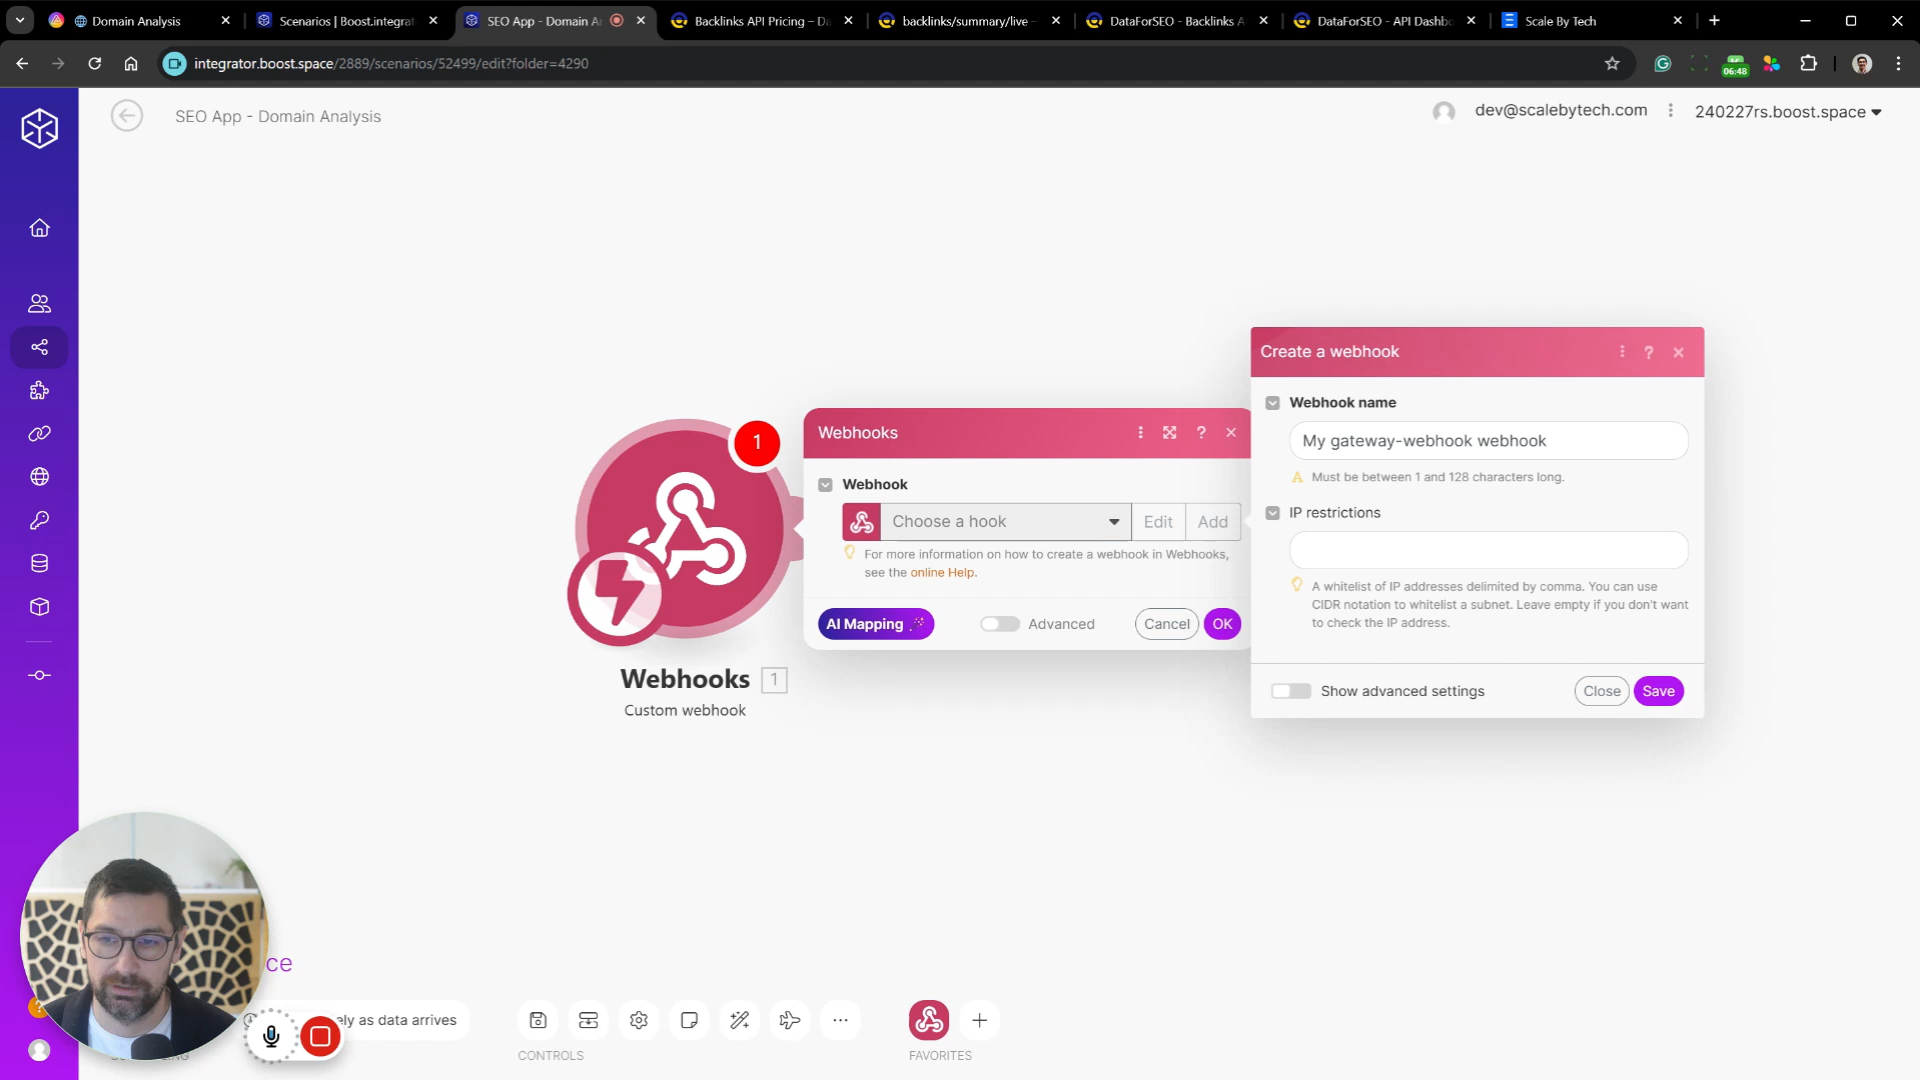 Domain Analysis
Scenarios | Boost.integrat
SEO App - Domain A
Backlinks API Pricing – Da
backlinks/summary/live –
DataForSEO - Backlinks A
DataForSEO - API Dashbo
Scale By Tech
integrator.boost.space/2889/scenarios/52499/edit?folder=4290
06:48
SEO App - Domain Analysis
dev@scalebytech.com
240227rs.boost.space
Create a webhook
?
Webhook name
My gateway-webhook webhook
Must be between 1 and 128 characters long.
IP restrictions
A whitelist of IP addresses delimited by comma. You can use
CIDR notation to whitelist a subnet. Leave empty if you don't want
to check the IP address.
Show advanced settings
Close
Save
Webhooks
?
Webhook
Choose a hook
Edit
Add
For more information on how to create a webhook in Webhooks,
see the online Help.
AI Mapping
Advanced
Cancel
OK
1
Webhooks
1
Custom webhook
ce
?
ely as data arrives
CONTROLS
FAVORITES